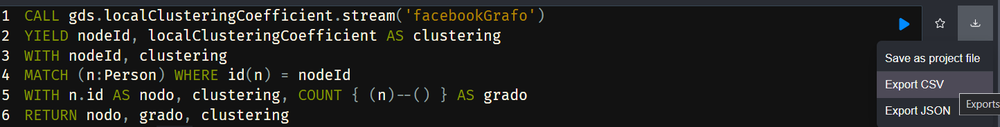 1 CALL gds.localClusteringCoefficient.stream('facebookGrafo')
2 YIELD nodeId, localClusteringCoefficient AS clustering
3 WITH nodeId, clustering
4 MATCH (n:Person) WHERE id(n) = nodeId
5 WITH n.id AS nodo, clustering, COUNT { (n)--() } AS grado
6 RETURN nodo, grado, clustering
Save as project file
Export CSV
Export JSON
Exports